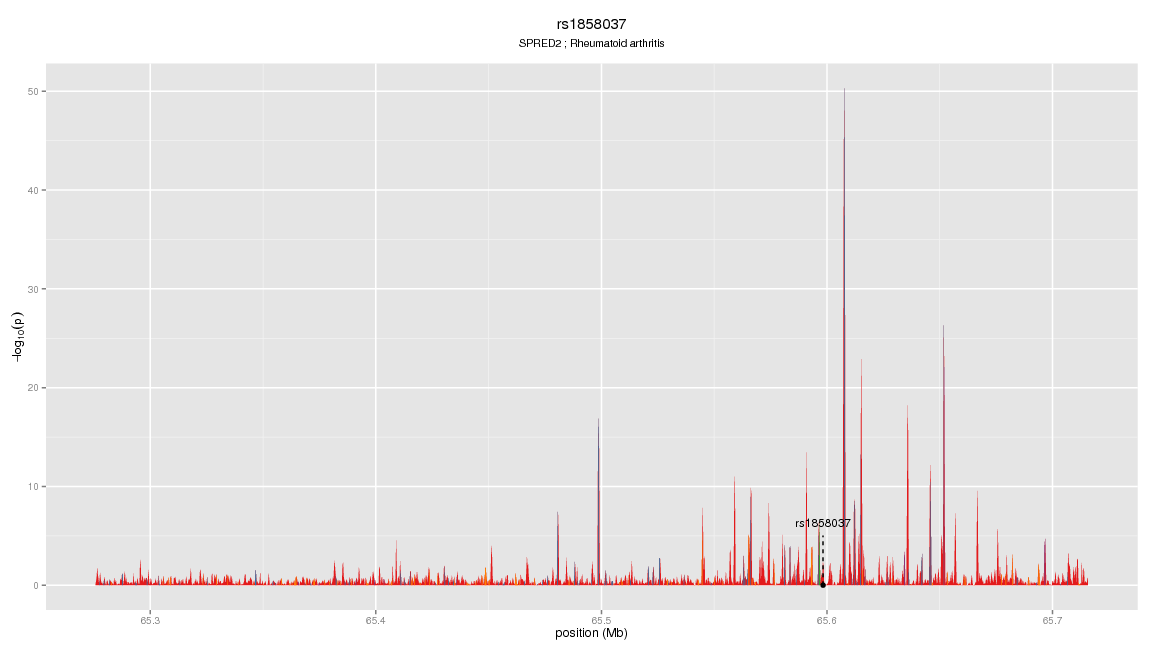 rs1858037
SPRED2 ; Rheumatoid arthritis
−log10(p)
50
40
30
20
10
0
rs1858037
65.3 65.4 65.5 65.6 65.7
position (Mb)